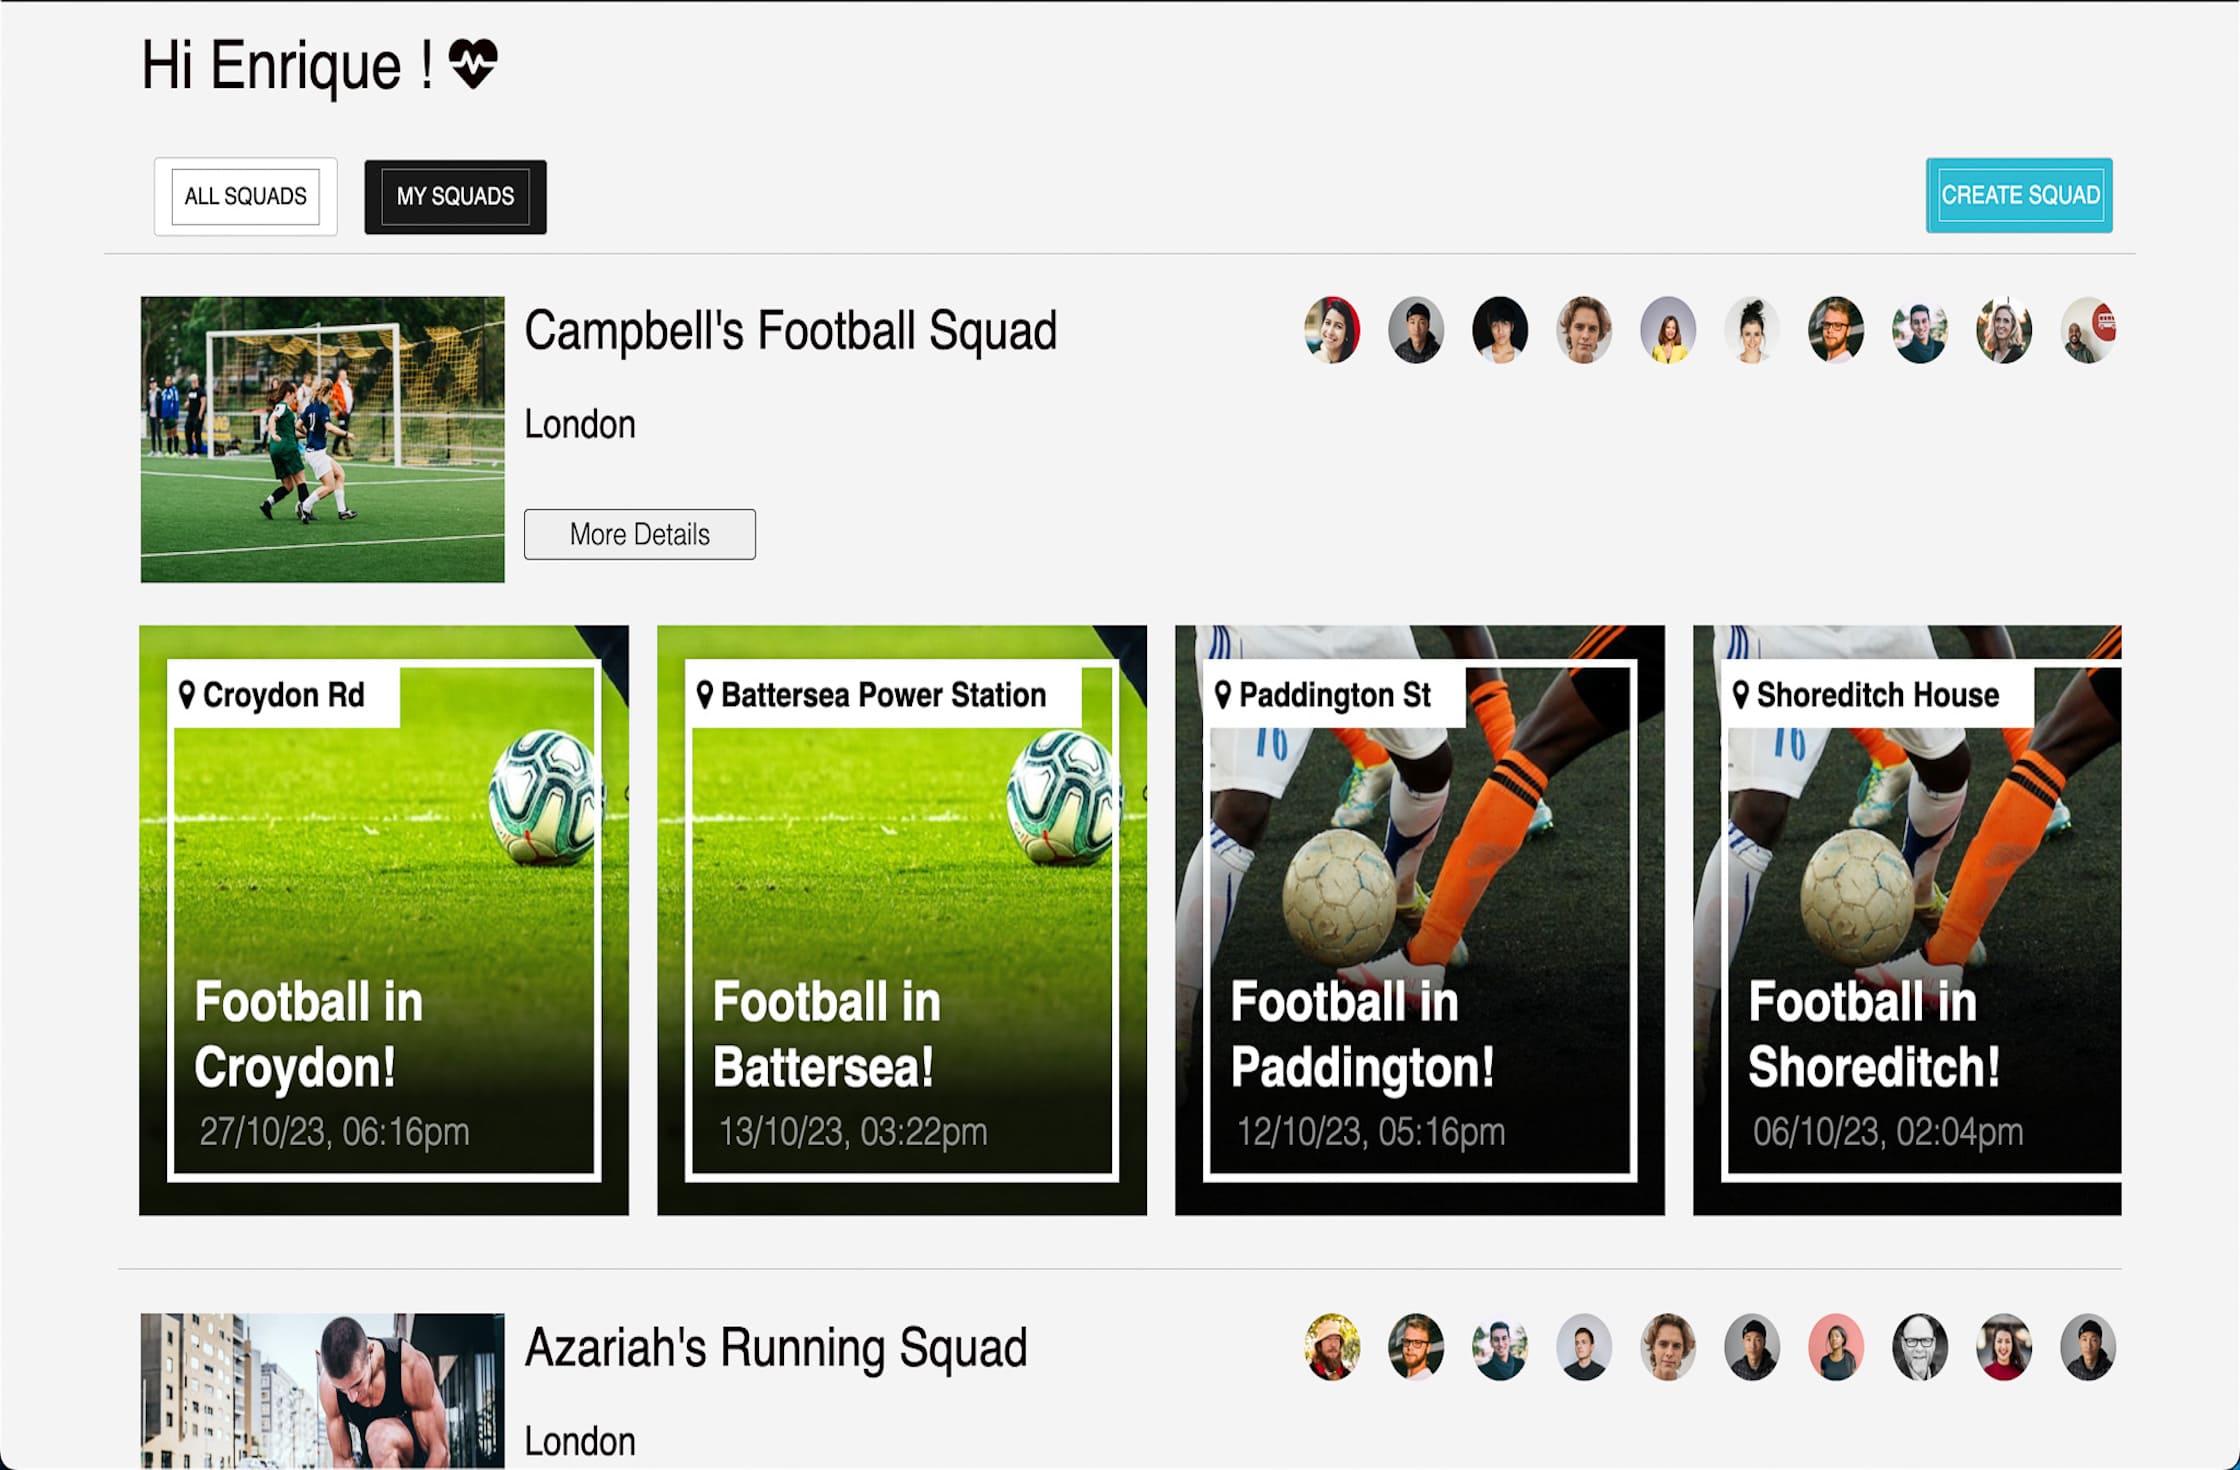 Hi Enrique !
ALL SQUADS
MY SQUADS
CREATE SQUAD
Campbell's Football Squad
London
More Details
Croydon Rd
Football in
Croydon!
27/10/23, 06:16pm
Battersea Power Station
Football in
Battersea!
13/10/23, 03:22pm
Paddington St
16
Football in
Paddington!
12/10/23, 05:16pm
Shoreditch House
16
Football in
Shoreditch!
06/10/23, 02:04pm
Azariah's Running Squad
London